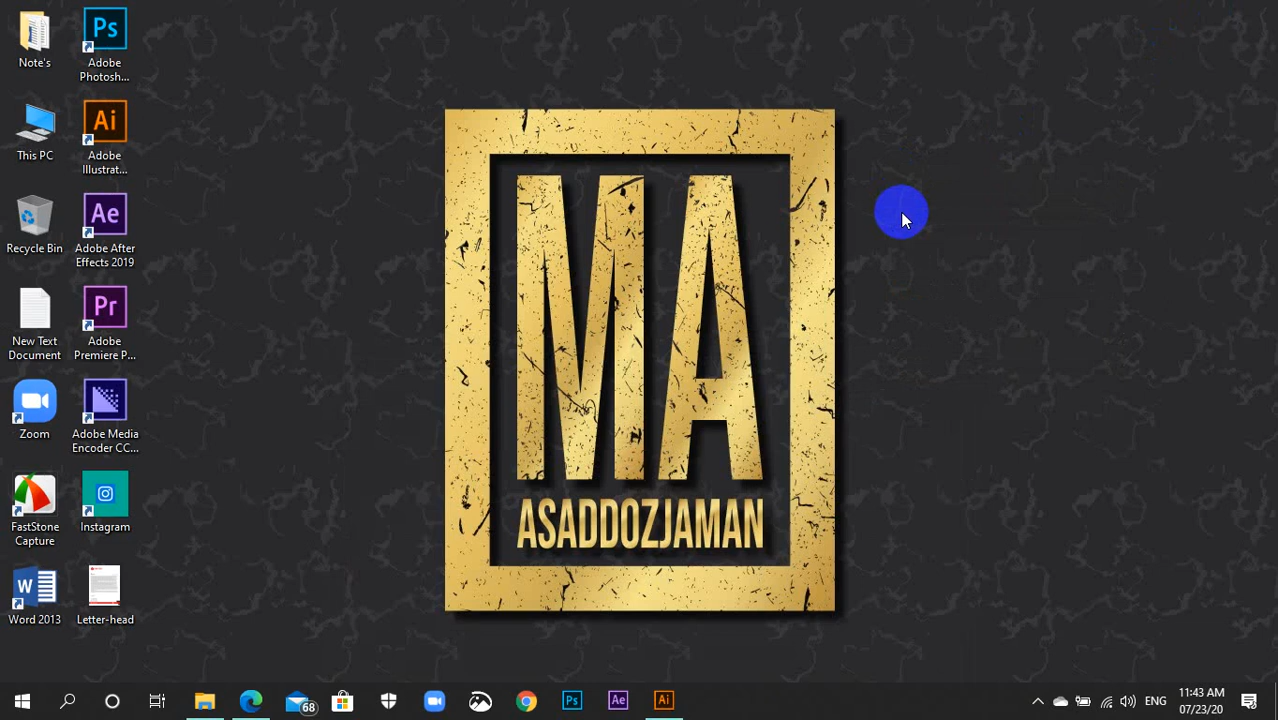 Note's
Ps
Adobe
Photosh...
This PC
Ai
Adobe
Illustrat...
Recycle Bin
Ae
Adobe After
Effects 2019
New Text
Document
Pr
Adobe
Premiere P...
Zoom
Adobe Media
Encoder CC...
FastStone
Capture
Instagram
W
Word 2013
Letter-head
MA
ASADDOZJAMAN
68
Ps
Ae
Ai
ENG
11:43 AM
07/23/20